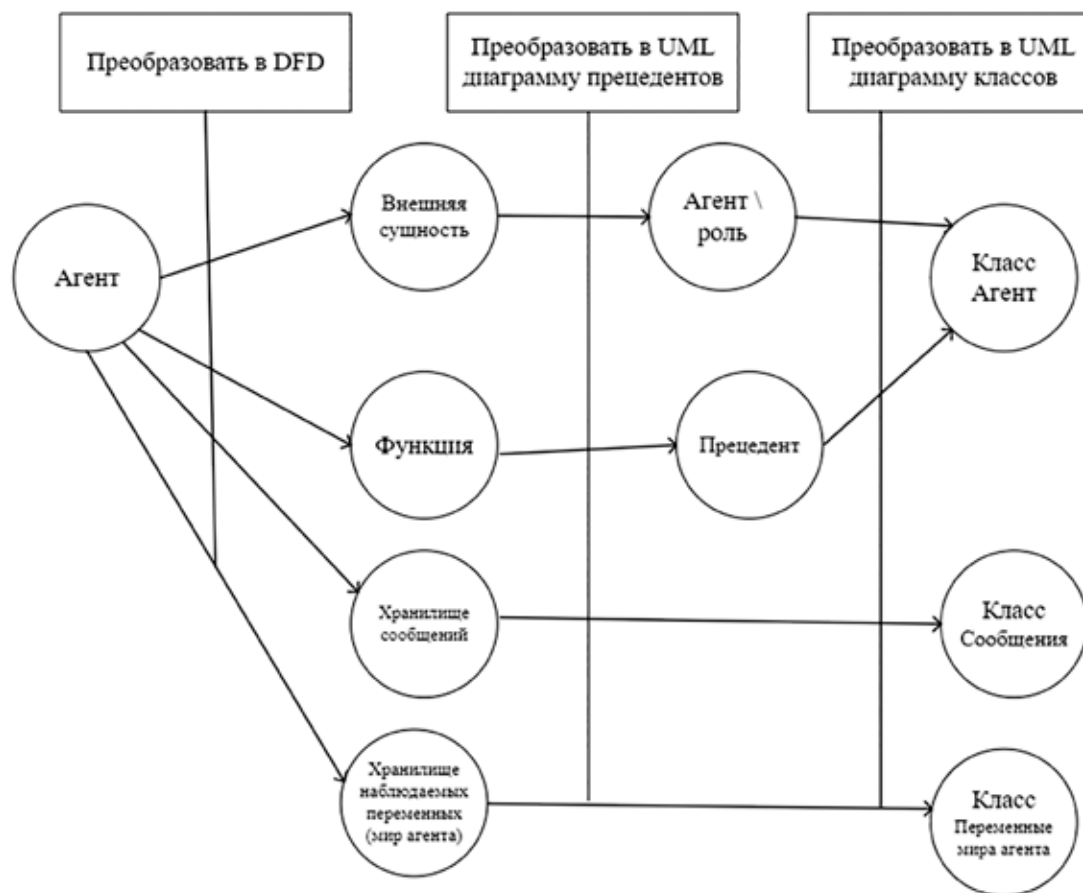 Преобразовать в DFD
Преобразовать в UML
диаграмму прецедентов
Преобразовать в UML
диаграмму классов
Внешняя
сущность
Агент \
роль
Агент
Класс
Агент
Функция
Прецедент
Хранилище
сообщений
Класс
Сообщения
Хранилище
наблюдаемых
переменных
(мир агента)
Класс
Переменные
мира агента